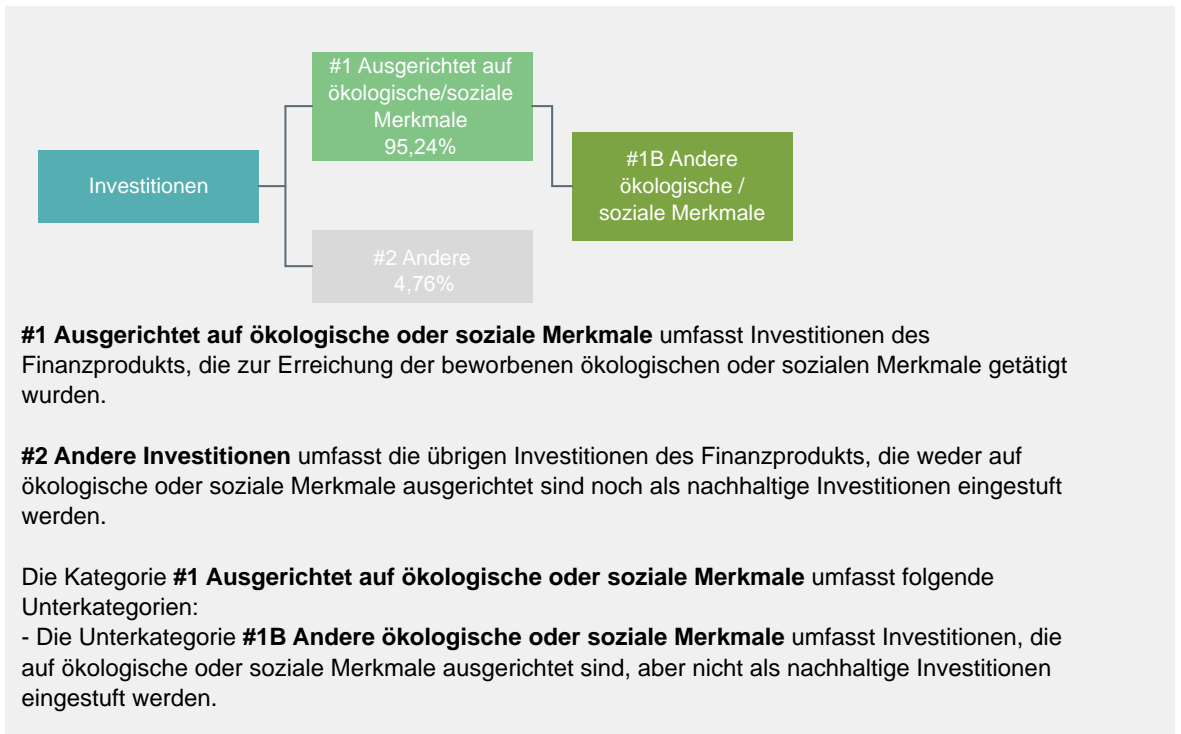 #1 Ausgerichtet auf
ökologische/soziale
Merkmale
95,24%
Investitionen
#1B Andere
ökologische /
soziale Merkmale
#2 Andere
4,76%
#1 Ausgerichtet auf ökologische oder soziale Merkmale umfasst Investitionen des
Finanzprodukts, die zur Erreichung der beworbenen ökologischen oder sozialen Merkmale getätigt
wurden.
#2 Andere Investitionen umfasst die übrigen Investitionen des Finanzprodukts, die weder auf
ökologische oder soziale Merkmale ausgerichtet sind noch als nachhaltige Investitionen eingestuft
werden.
Die Kategorie #1 Ausgerichtet auf ökologische oder soziale Merkmale umfasst folgende
Unterkategorien:
- Die Unterkategorie #1B Andere ökologische oder soziale Merkmale umfasst Investitionen, die
auf ökologische oder soziale Merkmale ausgerichtet sind, aber nicht als nachhaltige Investitionen
eingestuft werden.